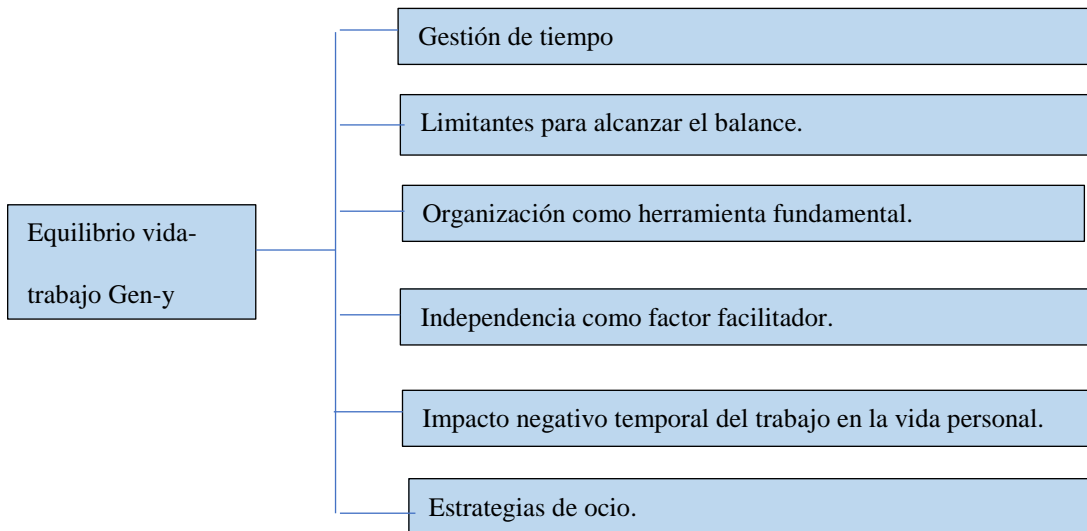 Gestión de tiempo
Limitantes para alcanzar el balance.
Organización como herramienta fundamental.
Equilibrio vida-
trabajo Gen-y
Independencia como factor facilitador.
Impacto negativo temporal del trabajo en la vida personal.
Estrategias de ocio.